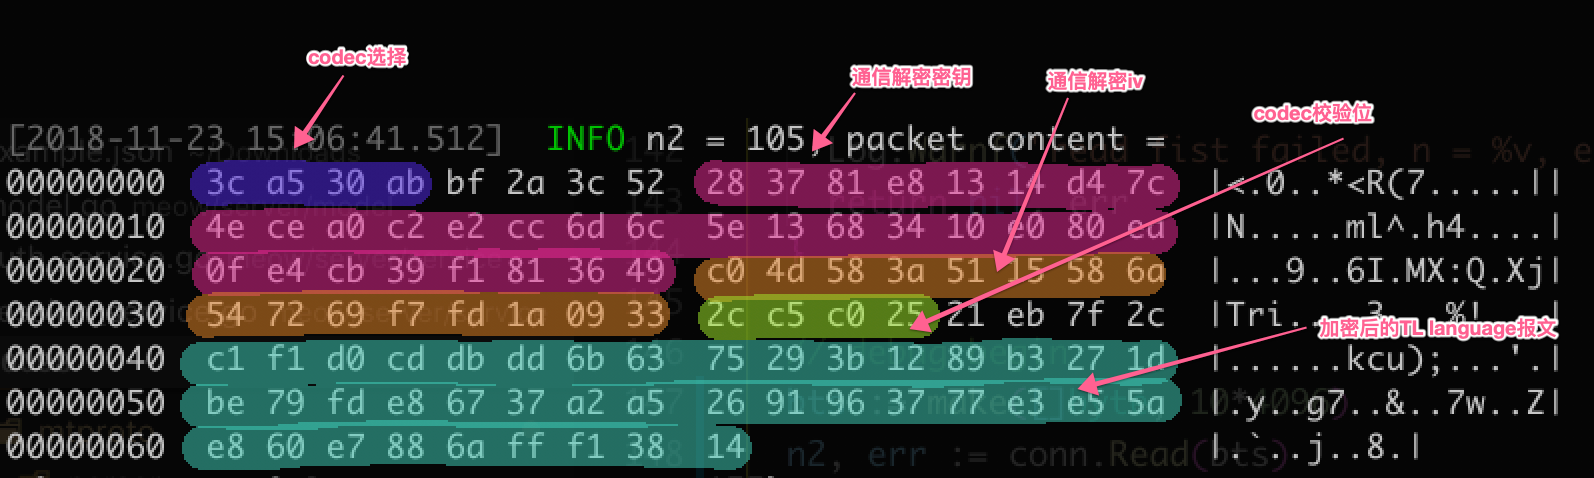 codec选择
通信解密密钥
通信解密iv
codec校验位
[2018-11-23 15:06:41.512] INFO n2 = 105, packet content =
00000000 3c a5 30 ab bf 2a 3c 52 28 37 81 e8 13 14 d4 7c |<.0..*<R(7.....||
00000010 4e ce a0 c2 e2 cc 6d 6c 5e 13 68 34 10 e0 80 ea |N.....ml^.h4....|
00000020 0f e4 cb 39 f1 81 36 49 c0 4d 58 3a 51 15 58 6a |...9..6I.MX:Q.Xj|
00000030 54 72 69 f7 fd 1a 09 33 2c c5 c0 25 21 eb 7f 2c |Tri....3,..%!..,|
加密后的TL language报文
00000040 c1 f1 d0 cd db dd 6b 63 75 29 3b 12 89 b3 27 1d |......kcu);...'.|
00000050 be 79 fd e8 67 37 a2 a5 26 91 96 37 77 e3 e5 5a |.y..g7..&..7w..Z|
00000060 e8 60 e7 88 6a ff f1 38 14 |.`..j..8.|
n2, err := conn.Read(bts)